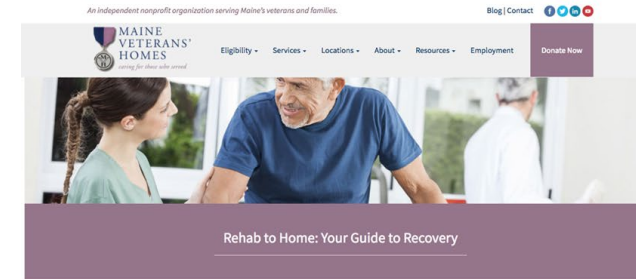 An independent nonprofit organization serving Maine's veterans and families.
Blog | Contact
MAINE
VETERANS'
HOMES
caring for those who served
Eligibility Services Locations About Resources Employment Donate Now
Rehab to Home: Your Guide to Recovery